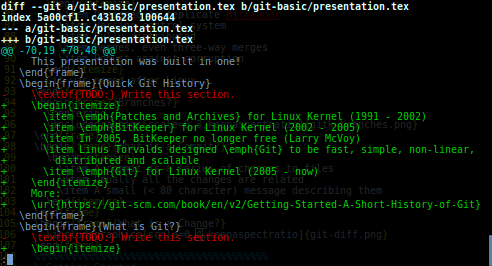 diff --git a/git-basic/presentation.tex b/git-basic/presentation.tex
index 5a00cf1..c431628 100644
--- a/git-basic/presentation.tex
+++ b/git-basic/presentation.tex
@@ -70,19 +70,40 @@
     This presentation was built in one!
   \end{frame}
   \begin{frame}{Quick Git History}
-    \textbf{TODO:} Write this section.
+    \begin{itemize}
+      \item \emph{Patches and Archives} for Linux Kernel (1991 - 2002)
+      \item \emph{BitKeeper} for Linux Kernel (2002 - 2005)
+      \item In 2005, BitKeeper no longer free (Larry McVoy)
+      \item Linus Torvalds designed \emph{Git} to be fast, simple, non-linear,
+        distributed and scalable
+      \item \emph{Git} for Linux Kernel (2005 - now)
+    \end{itemize}
+    More:
+    \url{https://git-scm.com/book/en/v2/Getting-Started-A-Short-History-of-Git}
   \end{frame}
   \begin{frame}{What is Git?}
-    \textbf{TODO:} Write this section.
+    \begin{itemize}
: